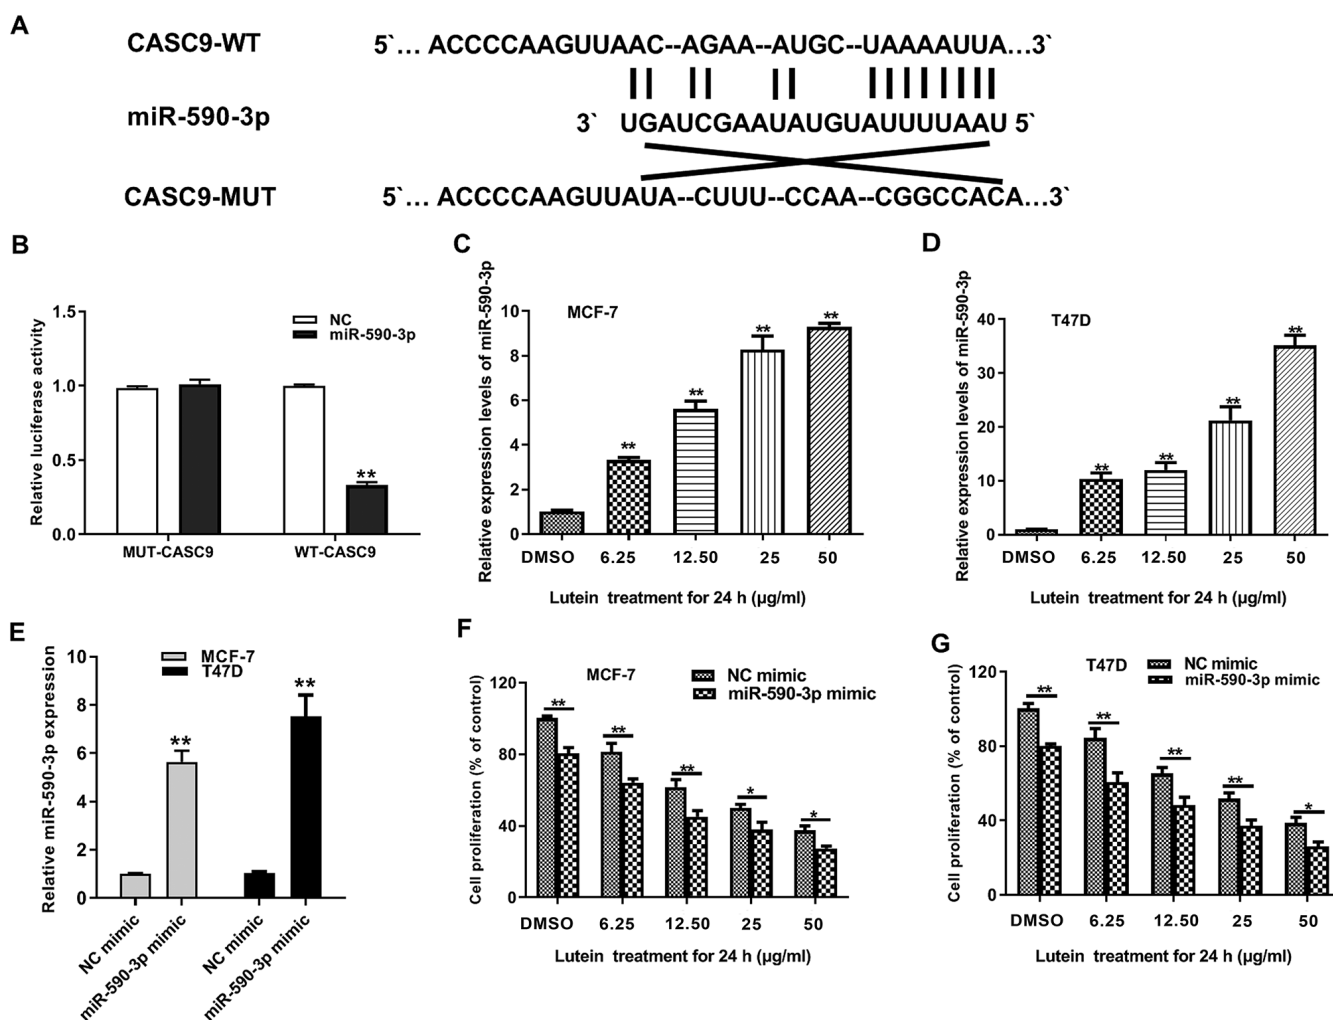 A
CASC9-WT 5`... ACCCCAAGUUAAC--AGAA--AUGC--UAAAAUUA...3`
miR-590-3p 3` UGAUCGAAUAUGUAUUUUAAU 5`
CASC9-MUT 5`... ACCCCAAGUUAUA--CUUU--CCAA--CGGCCACA...3`
B
Relative luciferase activity
1.5
1.0
0.5
0.0
NC
miR-590-3p
**
MUT-CASC9 WT-CASC9
C
Relative expression levels of miR-590-3p
MCF-7
10
8
6
4
2
0
** ** ** **
DMSO 6.25 12.50 25 50
Lutein treatment for 24 h (µg/ml)
D
Relative expression levels of miR-590-3p
T47D
40
30
20
10
0
** ** ** **
DMSO 6.25 12.50 25 50
Lutein treatment for 24 h (µg/ml)
E
Relative miR-590-3p expression
MCF-7
T47D
10
8
6
4
2
0
** **
NC mimic miR-590-3p mimic NC mimic miR-590-3p mimic
F
Cell proliferation (% of control)
MCF-7
NC mimic
miR-590-3p mimic
120
80
40
0
** ** ** * *
DMSO 6.25 12.50 25 50
Lutein treatment for 24 h (µg/ml)
G
Cell proliferation (% of control)
T47D
NC mimic
miR-590-3p mimic
120
80
40
0
** ** ** ** *
DMSO 6.25 12.50 25 50
Lutein treatment for 24 h (µg/ml)